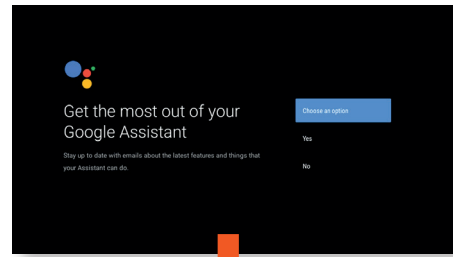 Get the most out of your
Google Assistant
Stay up to date with emails about the latest features and things that
your Assistant can do.
Choose an option
Yes
No